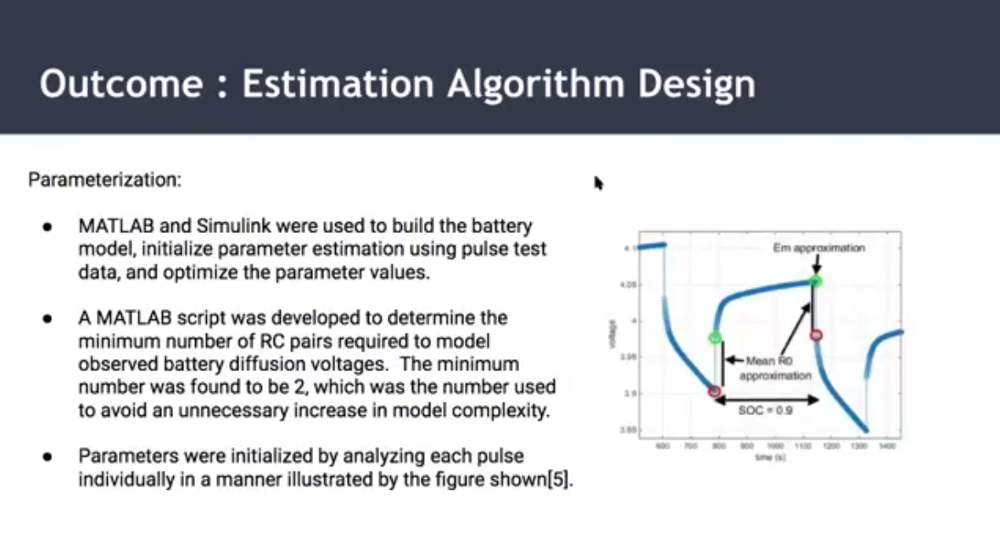 Outcome : Estimation Algorithm Design
Parameterization:
● MATLAB and Simulink were used to build the battery
model, initialize parameter estimation using pulse test
data, and optimize the parameter values.
● A MATLAB script was developed to determine the
minimum number of RC pairs required to model
observed battery diffusion voltages. The minimum
number was found to be 2, which was the number used
to avoid an unnecessary increase in model complexity.
● Parameters were initialized by analyzing each pulse
individually in a manner illustrated by the figure shown[5].
Em approximation
Mean R0
approximation
SOC = 0.9
voltage
4.1
4.05
4
3.95
3.9
3.85
600 700 800 900 1000 1100 1200 1300 1400
time (s)